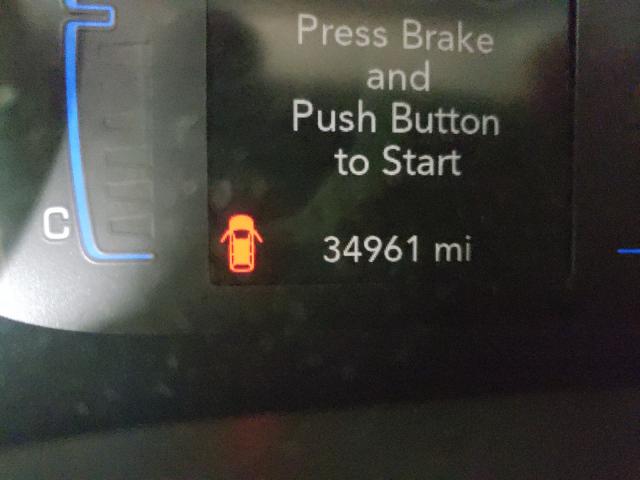 Press Brake
and
Push Button
to Start
C
34961 mi